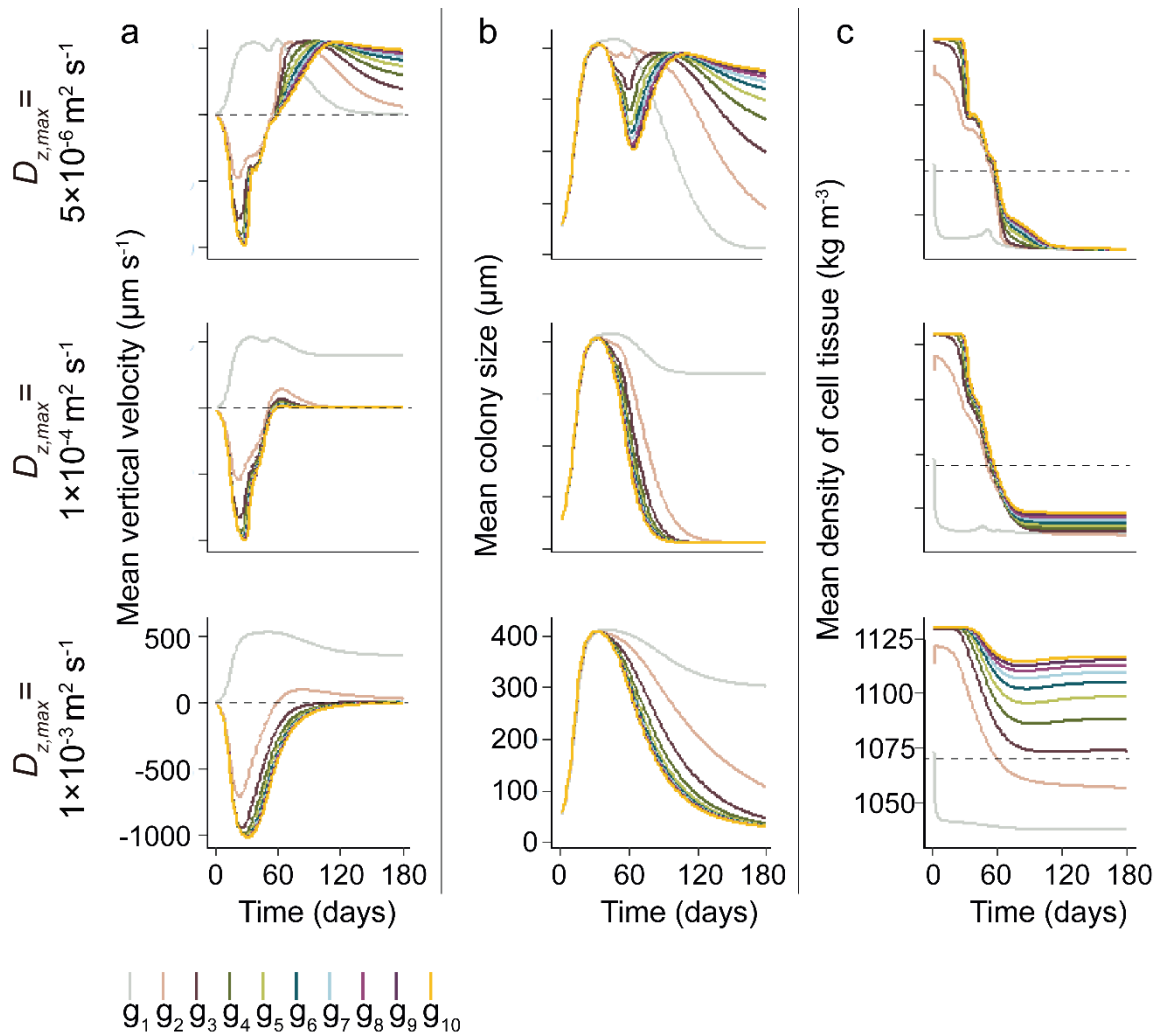 a
b
c
D_z,max =
5×10⁻⁶ m² s⁻¹
D_z,max =
1×10⁻⁴ m² s⁻¹
D_z,max =
1×10⁻³ m² s⁻¹
Mean vertical velocity (µm s⁻¹)
Mean colony size (µm)
Mean density of cell tissue (kg m⁻³)
500
0
-500
-1000
400
300
200
100
0
1125
1100
1075
1050
0 60 120 180
0 60 120 180
0 60 120 180
Time (days)
Time (days)
Time (days)
g₁ g₂ g₃ g₄ g₅ g₆ g₇ g₈ g₉ g₁₀